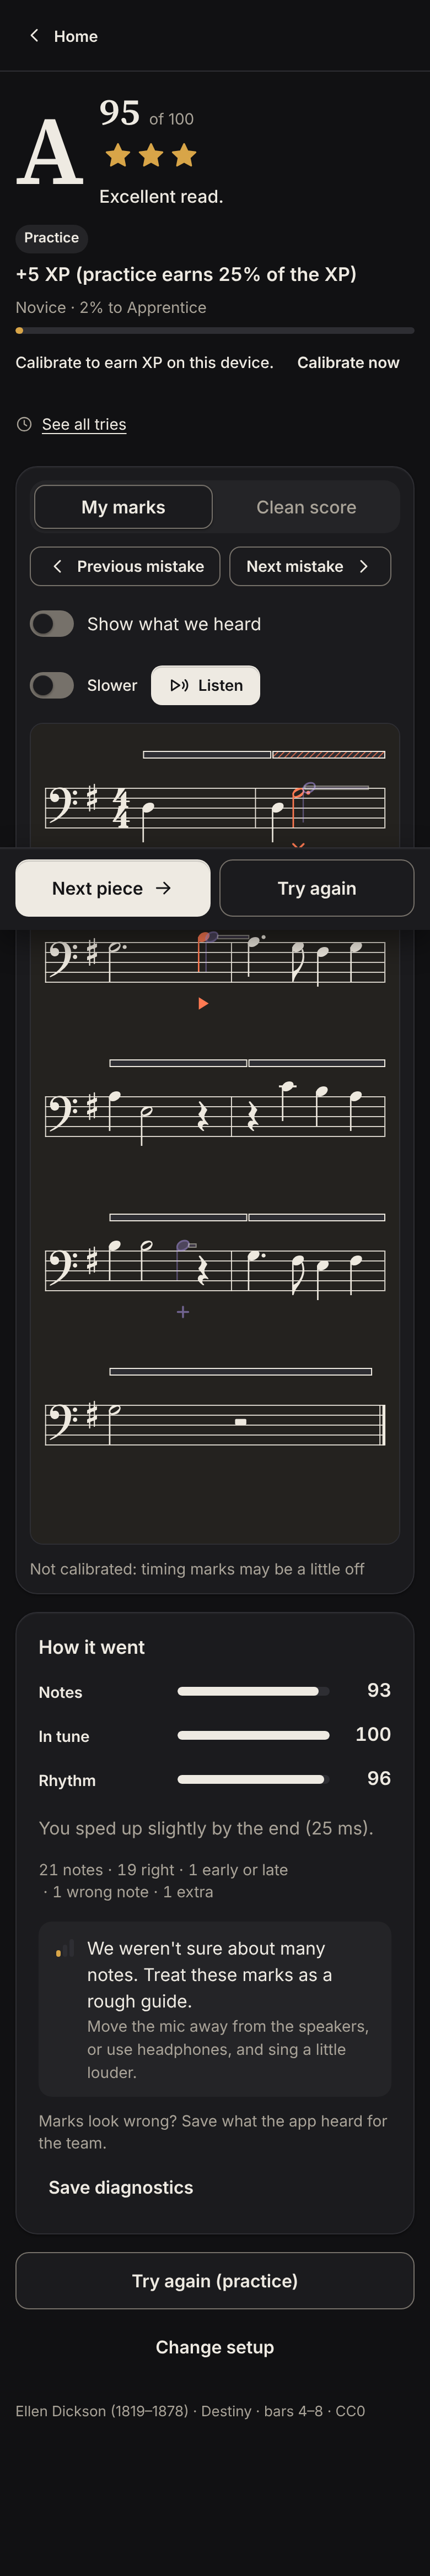 Home
A
95 of 100
Excellent read.
Practice
+5 XP (practice earns 25% of the XP)
Novice · 2% to Apprentice
Calibrate to earn XP on this device. Calibrate now
See all tries
My marks Clean score
Previous mistake Next mistake
Show what we heard
Slower Listen
4
4
Next piece Try again
Not calibrated: timing marks may be a little off
How it went
Notes 93
In tune 100
Rhythm 96
You sped up slightly by the end (25 ms).
21 notes · 19 right · 1 early or late
· 1 wrong note · 1 extra
We weren't sure about many
notes. Treat these marks as a
rough guide.
Move the mic away from the speakers,
or use headphones, and sing a little
louder.
Marks look wrong? Save what the app heard for
the team.
Save diagnostics
Try again (practice)
Change setup
Ellen Dickson (1819–1878) · Destiny · bars 4–8 · CC0